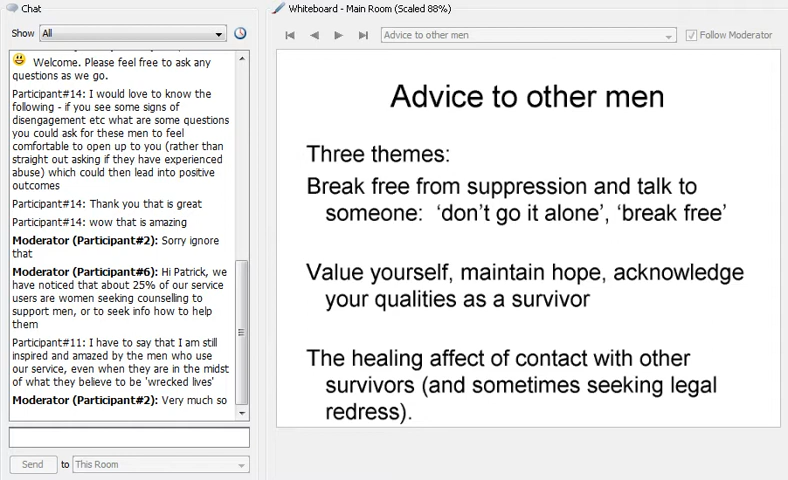 Chat
Show All
Welcome. Please feel free to ask any
questions as we go.
Participant#14: I would love to know the
following - if you see some signs of
disengagement etc what are some questions
you could ask for these men to feel
comfortable to open up to you (rather than
straight out asking if they have experienced
abuse) which could then lead into positive
outcomes
Participant#14: Thank you that is great
Participant#14: wow that is amazing
Moderator (Participant#2): Sorry ignore
that
Moderator (Participant#6): Hi Patrick, we
have noticed that about 25% of our service
users are women seeking counselling to
support men, or to seek info how to help
them
Participant#11: I have to say that I am still
inspired and amazed by the men who use
our service, even when they are in the midst
of what they believe to be 'wrecked lives'
Moderator (Participant#2): Very much so
Send to This Room
Whiteboard - Main Room (Scaled 88%)
Advice to other men
Follow Moderator
Advice to other men
Three themes:
Break free from suppression and talk to
someone: ‘don’t go it alone’, ‘break free’
Value yourself, maintain hope, acknowledge
your qualities as a survivor
The healing affect of contact with other
survivors (and sometimes seeking legal
redress).